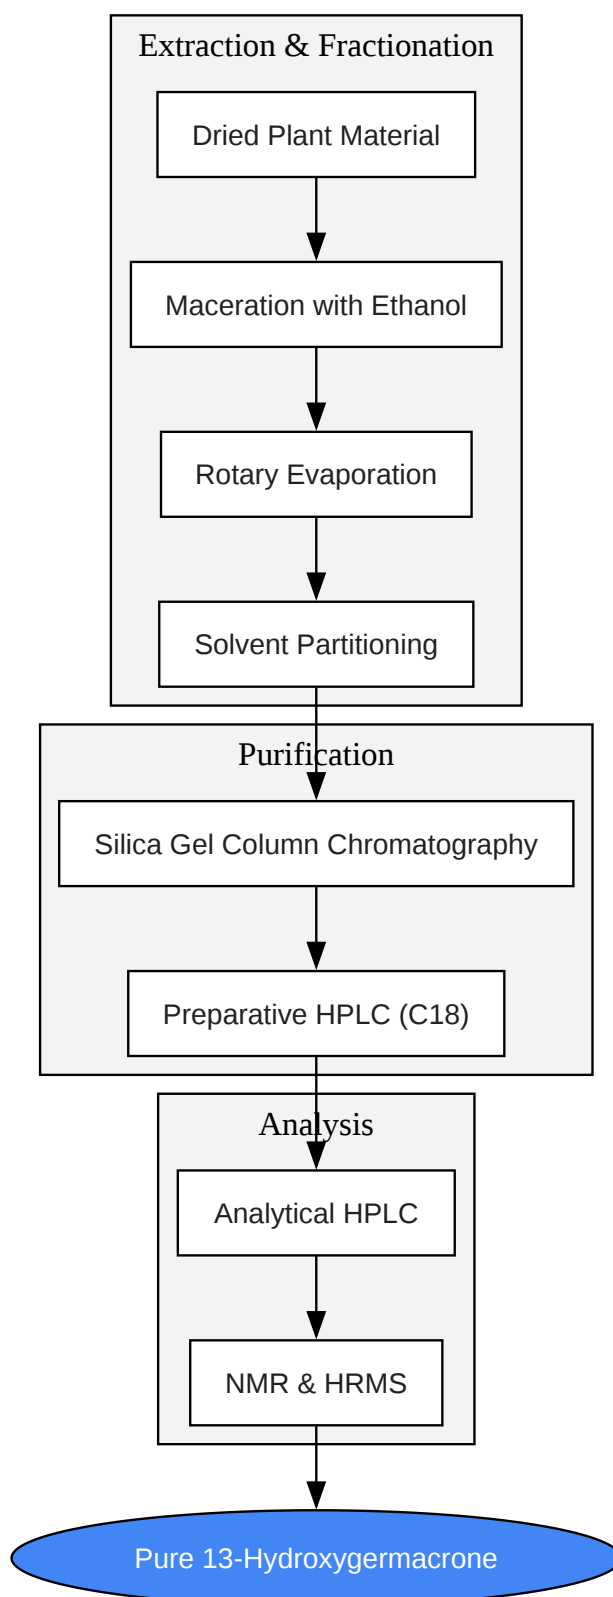 Extraction & Fractionation
Dried Plant Material
Maceration with Ethanol
Rotary Evaporation
Solvent Partitioning
Purification
Silica Gel Column Chromatography
Preparative HPLC (C18)
Analysis
Analytical HPLC
NMR & HRMS
Pure 13-Hydroxygermacrone